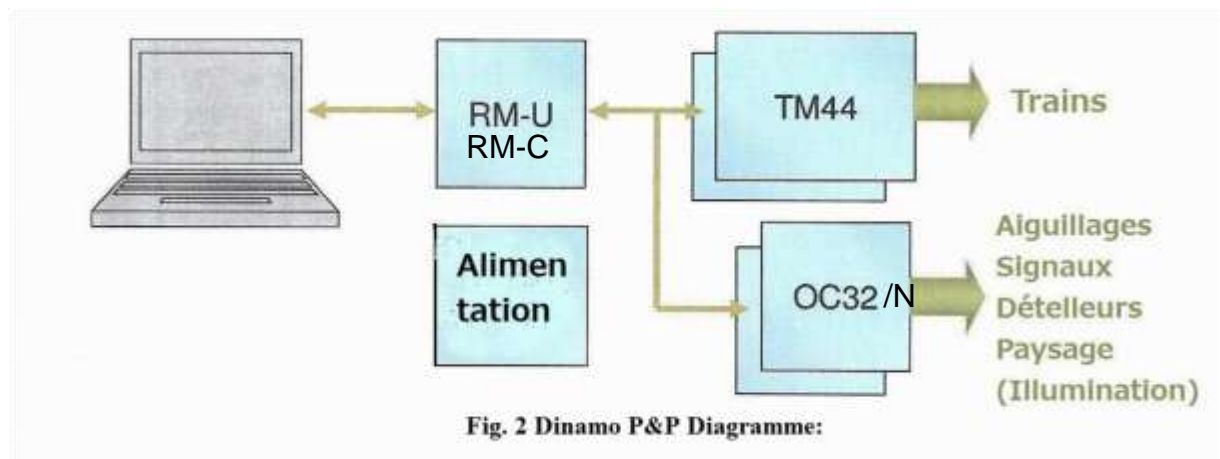 RM-U
RM-C
TM44
Trains
Alimen
tation
OC32 /N
Aiguillages
Signaux
Dételleurs
Paysage
(Illumination)
Fig. 2 Dinamo P&P Diagramme: